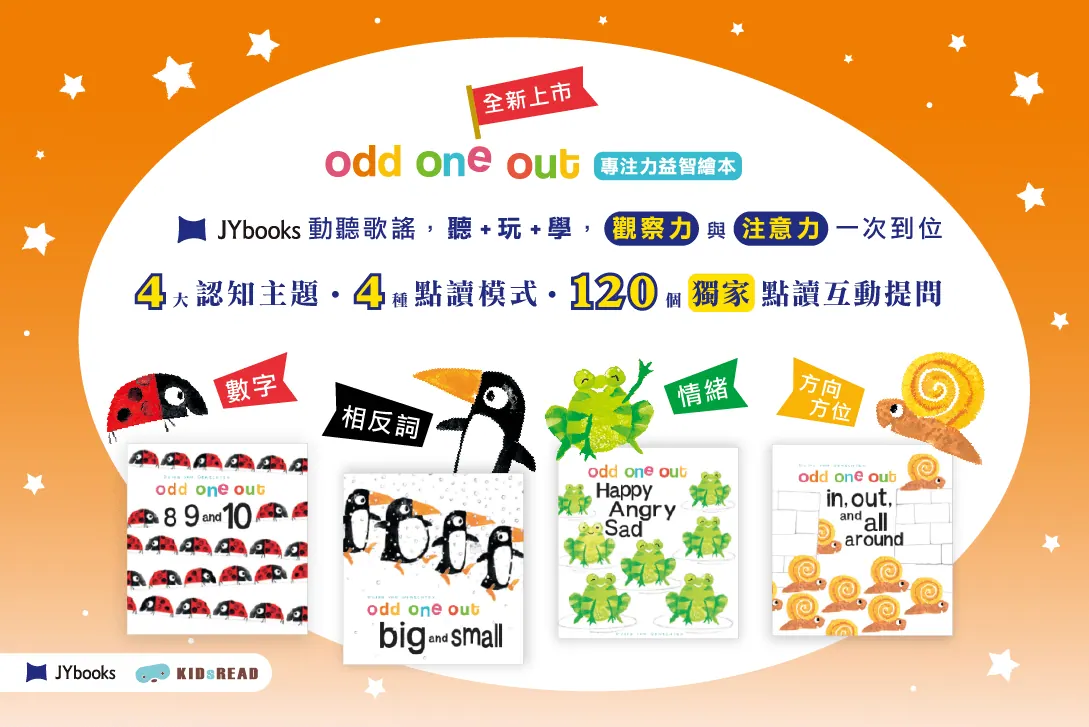 全新上市
odd one out 專注力益智繪本
JYbooks 動聽歌謠，聽+玩+學，觀察力與注意力一次到位
4大認知主題・4種點讀模式・120個獨家點讀互動提問
數字
相反詞
情緒
方向
方位
odd one out
8 9 and 10
odd one out
big and small
odd one out
Happy
Angry
Sad
odd one out
in, out,
and all
around
JYbooks KIDsREAD